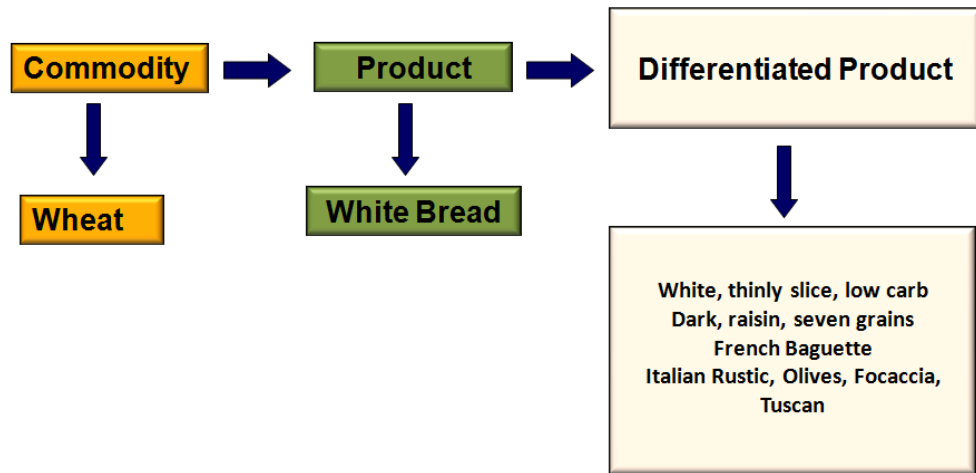 Commodity
Product
Differentiated Product
Wheat
White Bread
White, thinly slice, low carb
Dark, raisin, seven grains
French Baguette
Italian Rustic, Olives, Focaccia,
Tuscan